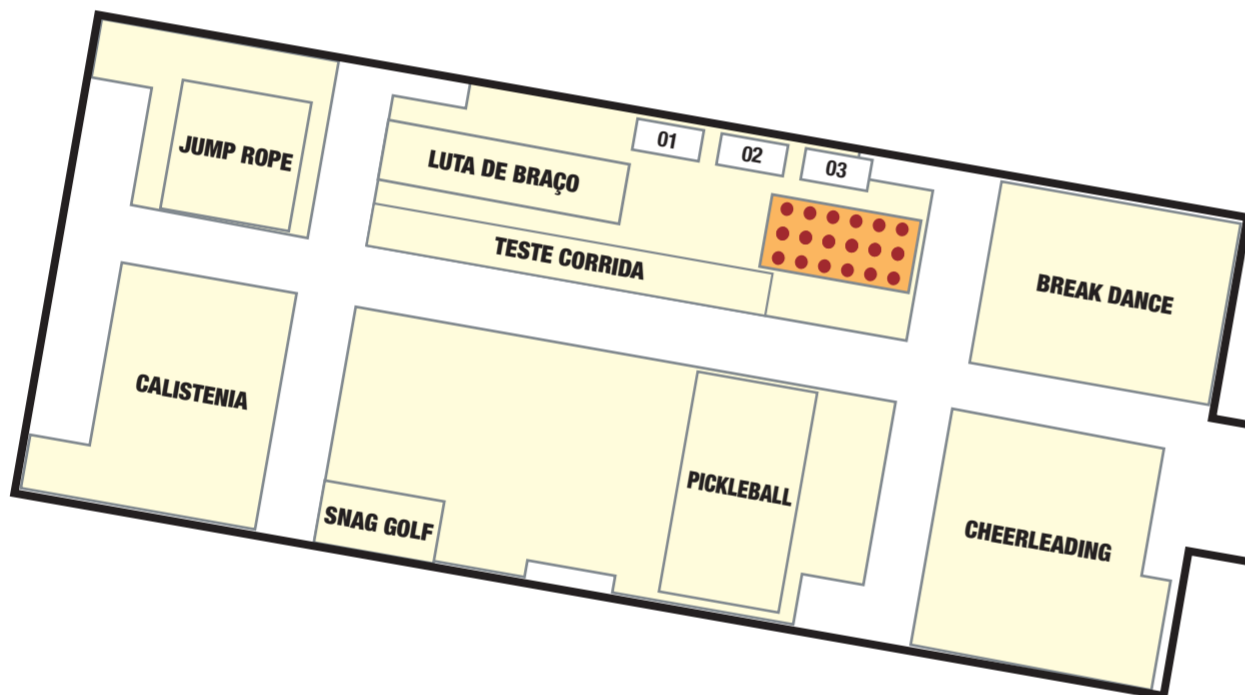 JUMP ROPE
LUTA DE BRAÇO
01
02
03
TESTE CORRIDA
BREAK DANCE
CALISTENIA
SNAG GOLF
PICKLEBALL
CHEERLEADING